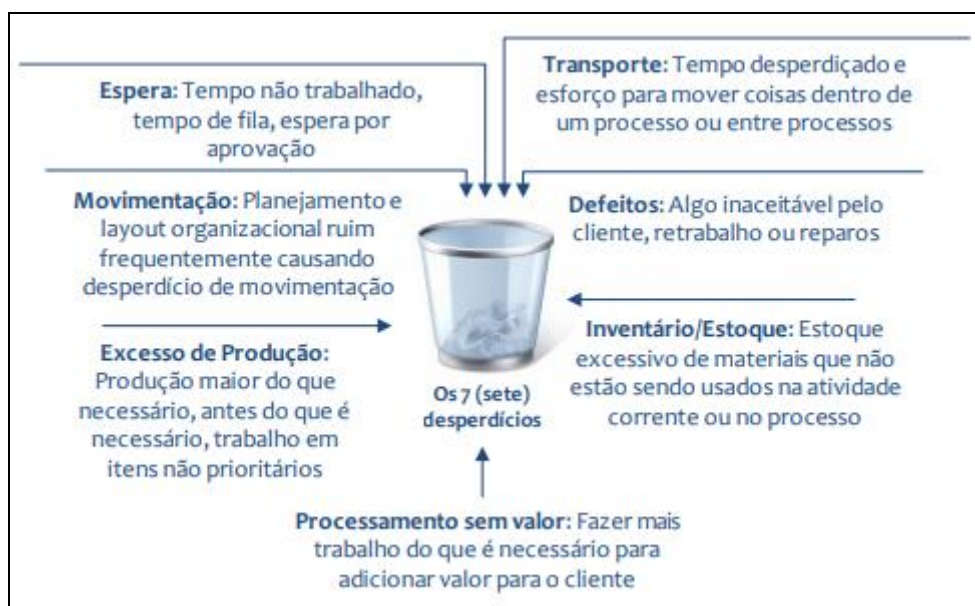 Espera: Tempo não trabalhado,
tempo de fila, espera por
aprovação
Transporte: Tempo desperdiçado e
esforço para mover coisas dentro de
um processo ou entre processos
Movimentação: Planejamento e
layout organizacional ruim
frequentemente causando
desperdício de movimentação
Defeitos: Algo inaceitável pelo
cliente, retrabalho ou reparos
Excesso de Produção:
Produção maior do que
necessário, antes do que é
necessário, trabalho em
itens não prioritários
Inventário/Estoque: Estoque
excessivo de materiais que não
estão sendo usados na atividade
corrente ou no processo
Os 7 (sete)
desperdícios
Processamento sem valor: Fazer mais
trabalho do que é necessário para
adicionar valor para o cliente